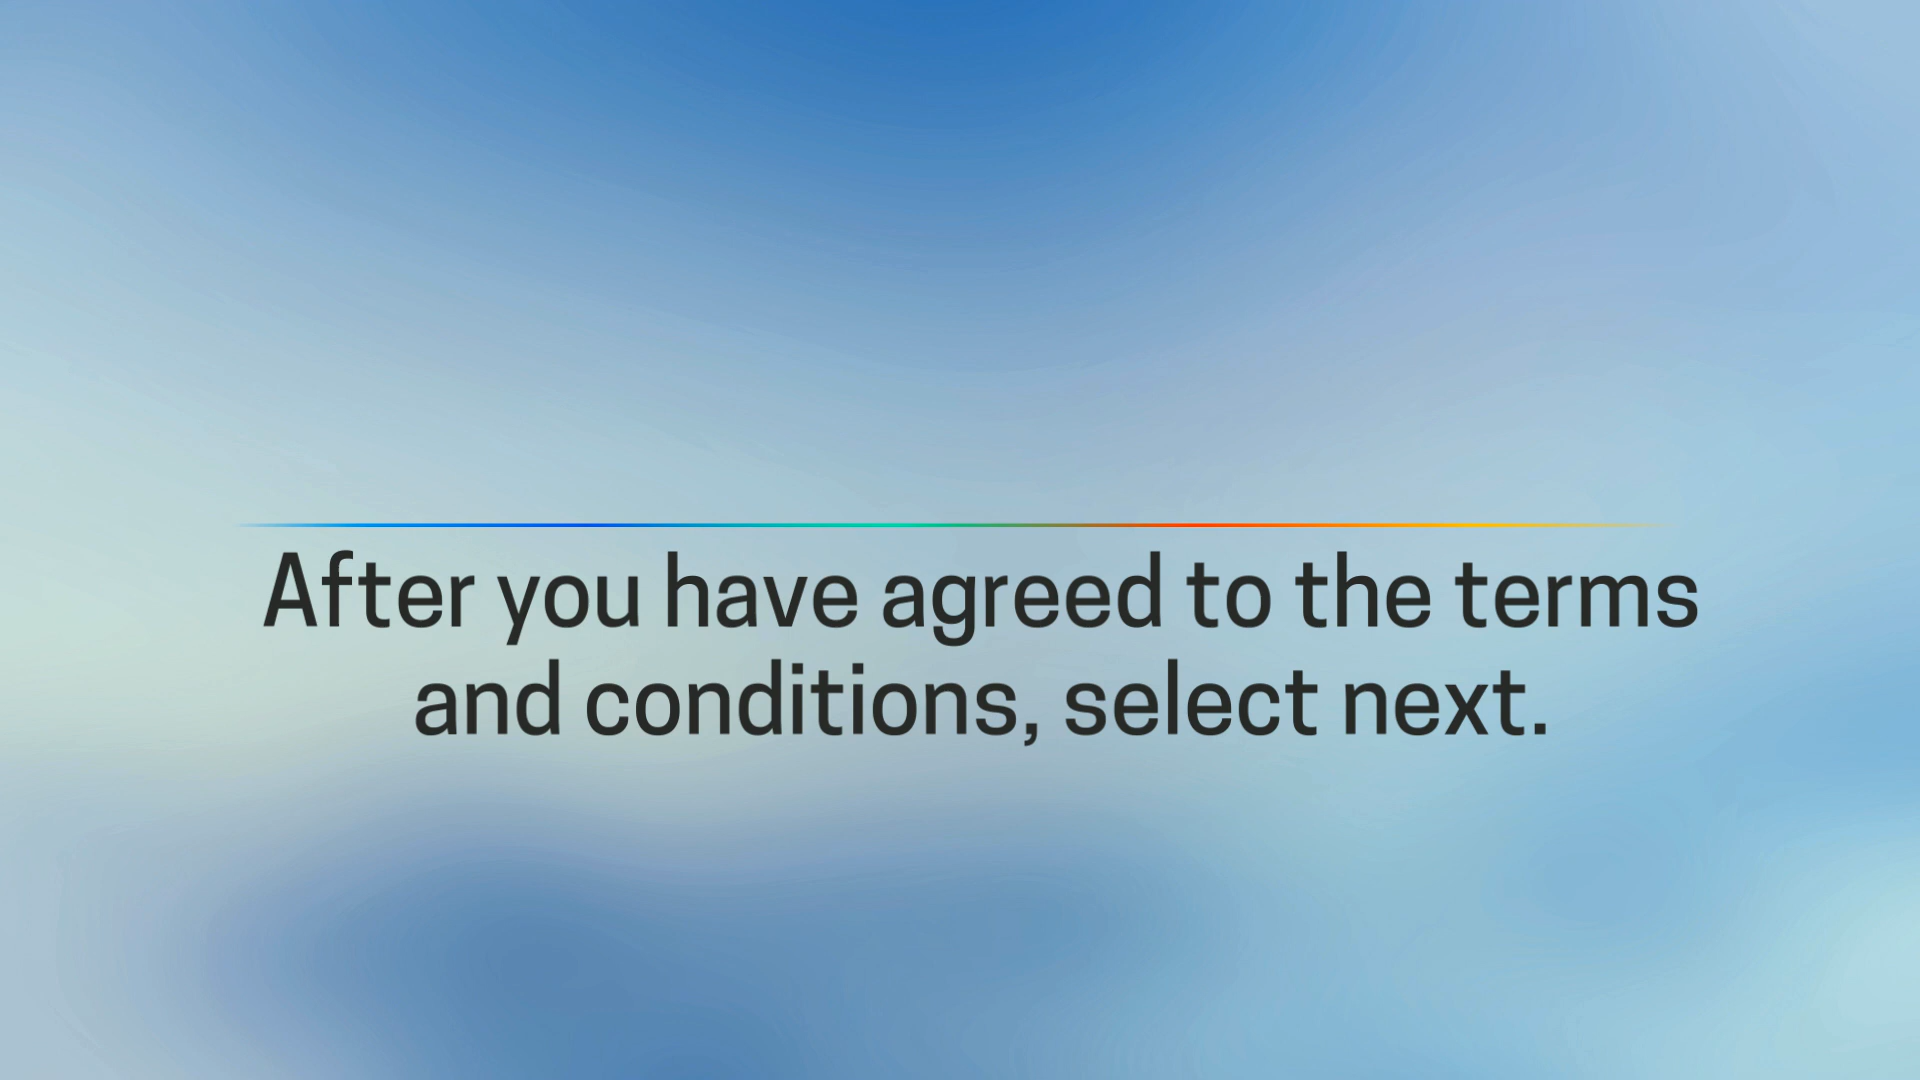 After you have agreed to the terms
and conditions, select next.